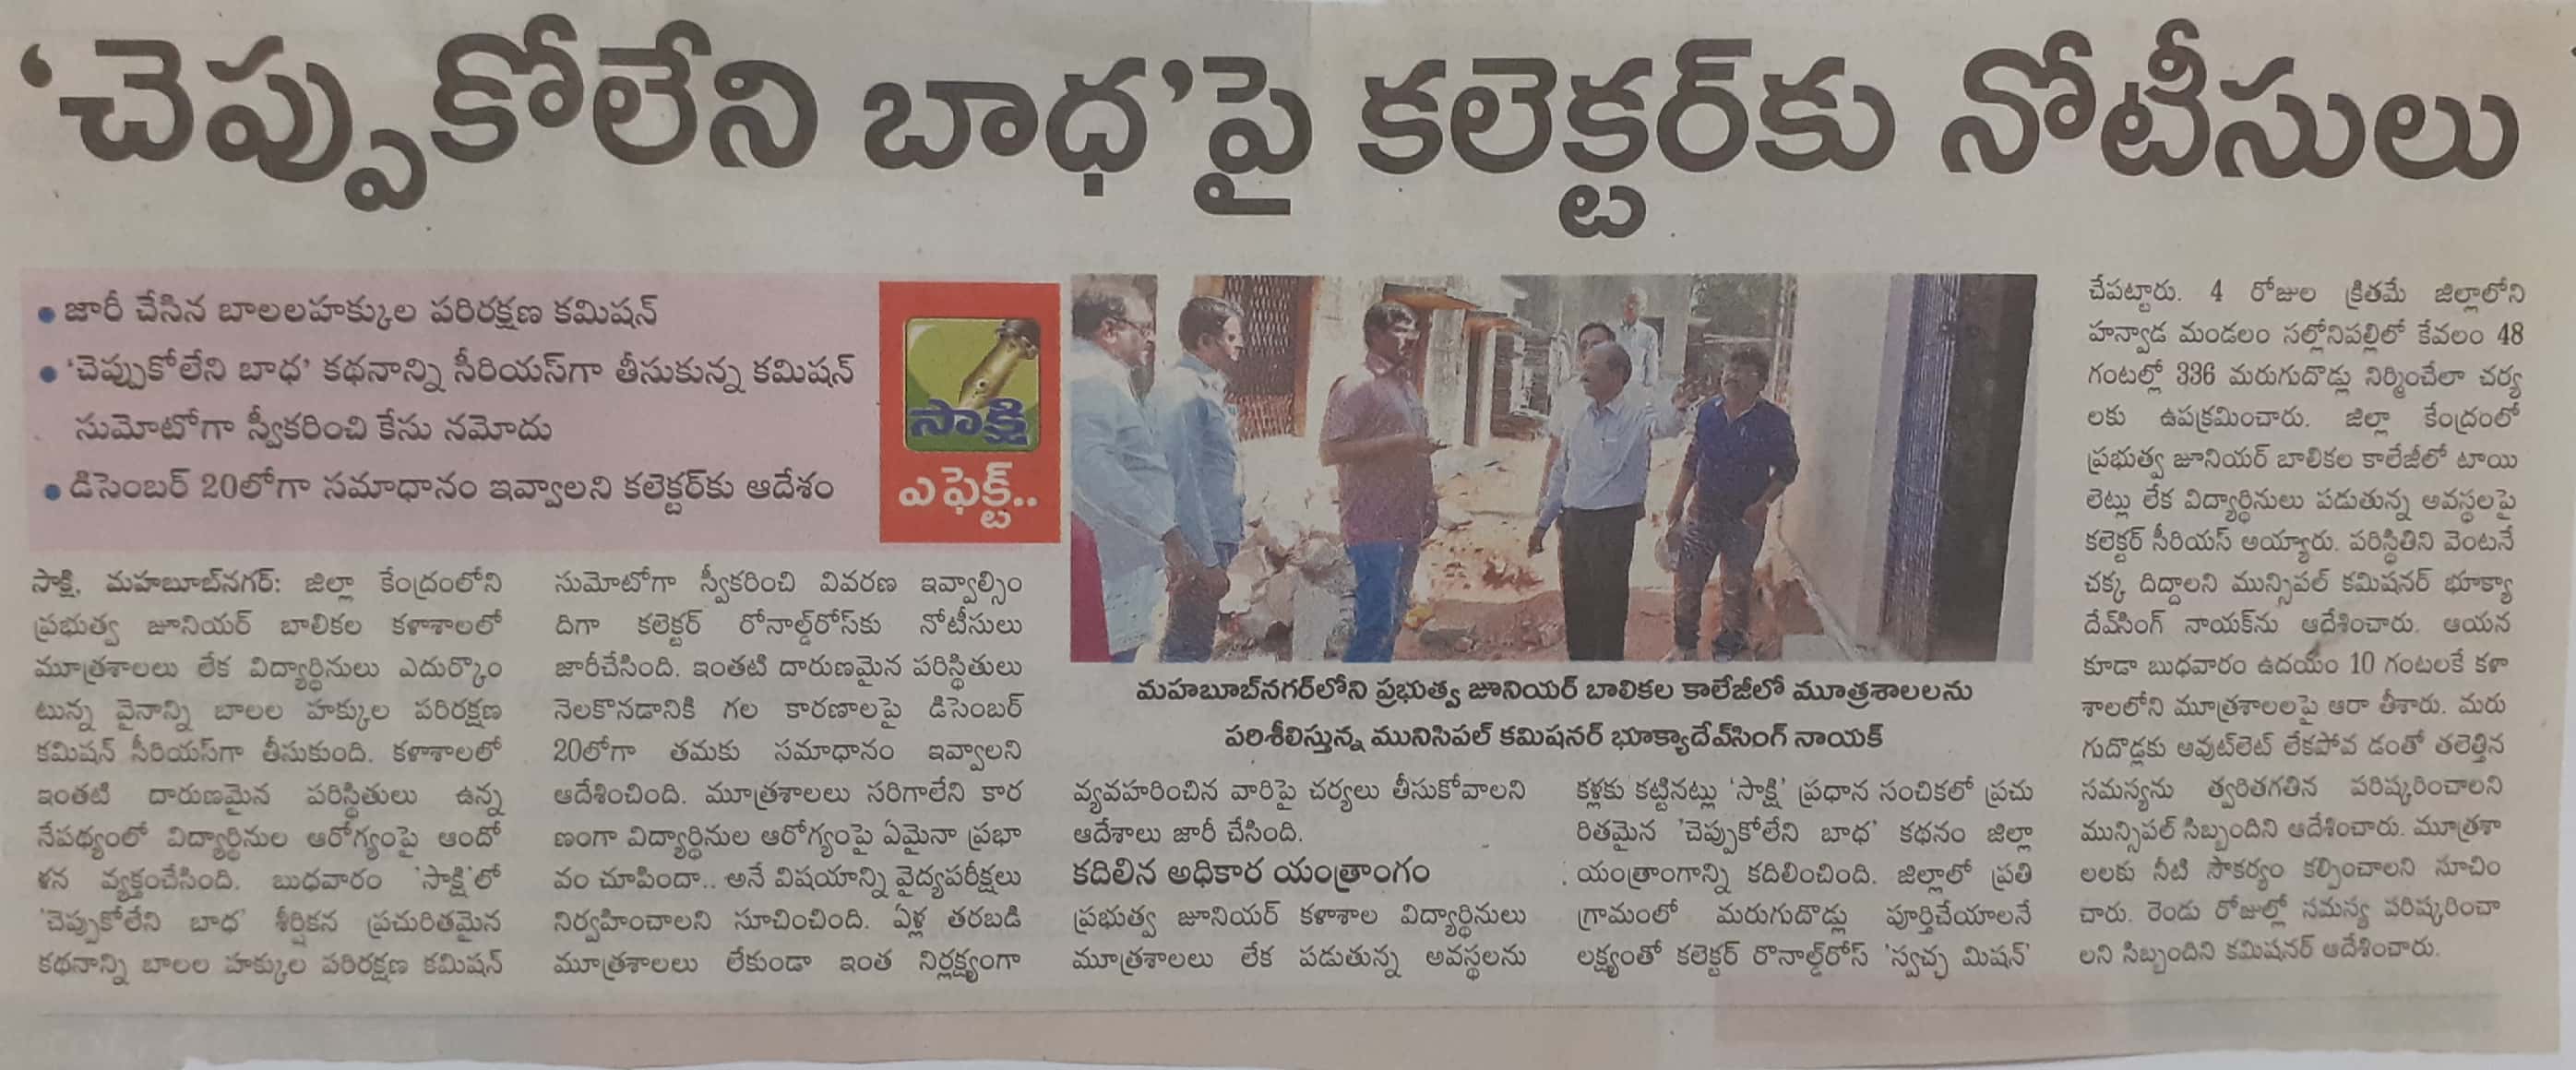 ‘చెప్పుకోలేని బాధ’పై కలెక్టర్‌కు నోటీసులు
• జారీ చేసిన బాలలహక్కుల పరిరక్షణ కమిషన్
• ‘చెప్పుకోలేని బాధ’ కథనాన్ని సీరియస్‌గా తీసుకున్న కమిషన్
సుమోటోగా స్వీకరించి కేసు నమోదు
• డిసెంబర్ 20లోగా సమాధానం ఇవ్వాలని కలెక్టర్‌కు ఆదేశం
సాక్షి
ఎఫెక్ట్..
సాక్షి, మహబూబ్‌నగర్: జిల్లా కేంద్రంలోని
ప్రభుత్వ జూనియర్ బాలికల కళాశాలలో
మూత్రశాలలు లేక విద్యార్థినులు ఎదుర్కొం
టున్న వైనాన్ని బాలల హక్కుల పరిరక్షణ
కమిషన్ సీరియస్‌గా తీసుకుంది. కళాశాలలో
ఇంతటి దారుణమైన పరిస్థితులు ఉన్న
నేపథ్యంలో విద్యార్థినుల ఆరోగ్యంపై ఆందో
ళన వ్యక్తంచేసింది. బుధవారం ‘సాక్షి’లో
‘చెప్పుకోలేని బాధ’ శీర్షికన ప్రచురితమైన
కథనాన్ని బాలల హక్కుల పరిరక్షణ కమిషన్
సుమోటోగా స్వీకరించి వివరణ ఇవ్వాల్సిం
దిగా కలెక్టర్ రోనాల్డ్‌రోస్‌కు నోటీసులు
జారీచేసింది. ఇంతటి దారుణమైన పరిస్థితులు
నెలకొనడానికి గల కారణాలపై డిసెంబర్
20లోగా తమకు సమాధానం ఇవ్వాలని
ఆదేశించింది. మూత్రశాలలు సరిగాలేని కార
ణంగా విద్యార్థినుల ఆరోగ్యంపై ఏమైనా ప్రభా
వం చూపిందా.. అనే విషయాన్ని వైద్యపరీక్షలు
నిర్వహించాలని సూచించింది. ఏళ్ల తరబడి
మూత్రశాలలు లేకుండా ఇంత నిర్లక్ష్యంగా
మహబూబ్‌నగర్‌లోని ప్రభుత్వ జూనియర్ బాలికల కాలేజీలో మూత్రశాలలను
పరిశీలిస్తున్న మునిసిపల్ కమిషనర్ భూక్యాదేవ్‌సింగ్ నాయక్
వ్యవహరించిన వారిపై చర్యలు తీసుకోవాలని
ఆదేశాలు జారీ చేసింది.
కదిలిన అధికార యంత్రాంగం
ప్రభుత్వ జూనియర్ కళాశాల విద్యార్థినులు
మూత్రశాలలు లేక పడుతున్న అవస్థలను
కళ్లకు కట్టినట్లు ‘సాక్షి’ ప్రధాన సంచికలో ప్రచు
రితమైన ‘చెప్పుకోలేని బాధ’ కథనం జిల్లా
యంత్రాంగాన్ని కదిలించింది. జిల్లాలో ప్రతి
గ్రామంలో మరుగుదొడ్లు పూర్తిచేయాలనే
లక్ష్యంతో కలెక్టర్ రొనాల్డ్‌రోస్ ‘స్వచ్ఛ మిషన్’
చేపట్టారు. 4 రోజుల క్రితమే జిల్లాలోని
హన్వాడ మండలం సల్లోనిపల్లిలో కేవలం 48
గంటల్లో 336 మరుగుదొడ్లు నిర్మించేలా చర్య
లకు ఉపక్రమించారు. జిల్లా కేంద్రంలో
ప్రభుత్వ జూనియర్ బాలికల కాలేజీలో టాయి
లెట్లు లేక విద్యార్థినులు పడుతున్న అవస్థలపై
కలెక్టర్ సీరియస్ అయ్యారు. పరిస్థితిని వెంటనే
చక్క దిద్దాలని మున్సిపల్ కమిషనర్ భూక్యా
దేవ్‌సింగ్ నాయక్‌ను ఆదేశించారు. ఆయన
కూడా బుధవారం ఉదయం 10 గంటలకే కళా
శాలలోని మూత్రశాలలపై ఆరా తీశారు. మరు
గుదొడ్లకు అవుట్‌లెట్ లేకపోవ డంతో తలెత్తిన
సమస్యను త్వరితగతిన పరిష్కరించాలని
మున్సిపల్ సిబ్బందిని ఆదేశించారు. మూత్రశా
లలకు నీటి సౌకర్యం కల్పించాలని సూచిం
చారు. రెండు రోజుల్లో సమస్య పరిష్కరించా
లని సిబ్బందిని కమిషనర్ ఆదేశించారు.